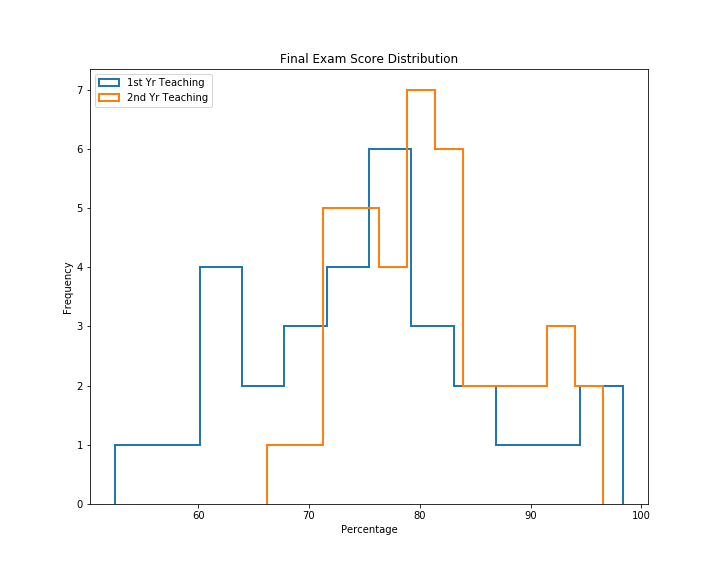 Final Exam Score Distribution
1st Yr Teaching
2nd Yr Teaching
7
6
5
4
3
2
1
0
Frequency
60 70 80 90 100
Percentage